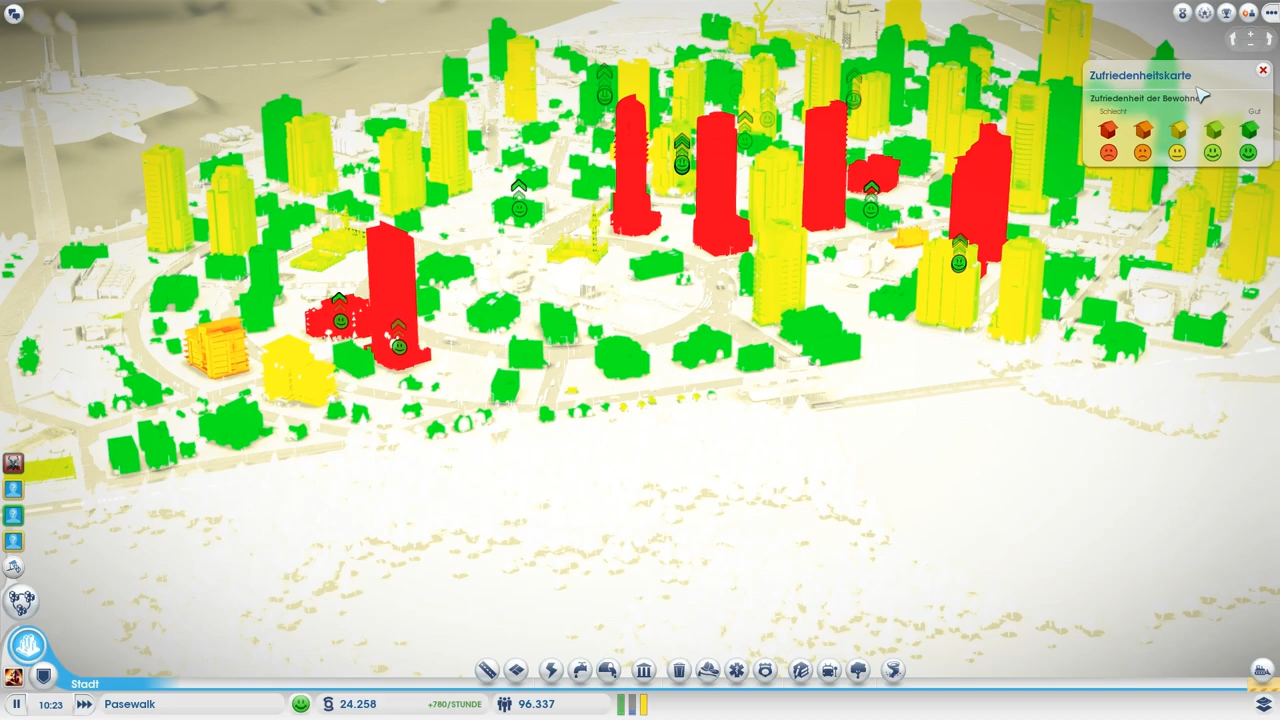 Zufriedenheitskarte
Zufriedenheit der Bewohne
Schlecht Gut
Stadt
10:23 Pasewalk 24.258 +780/STUNDE 96.337